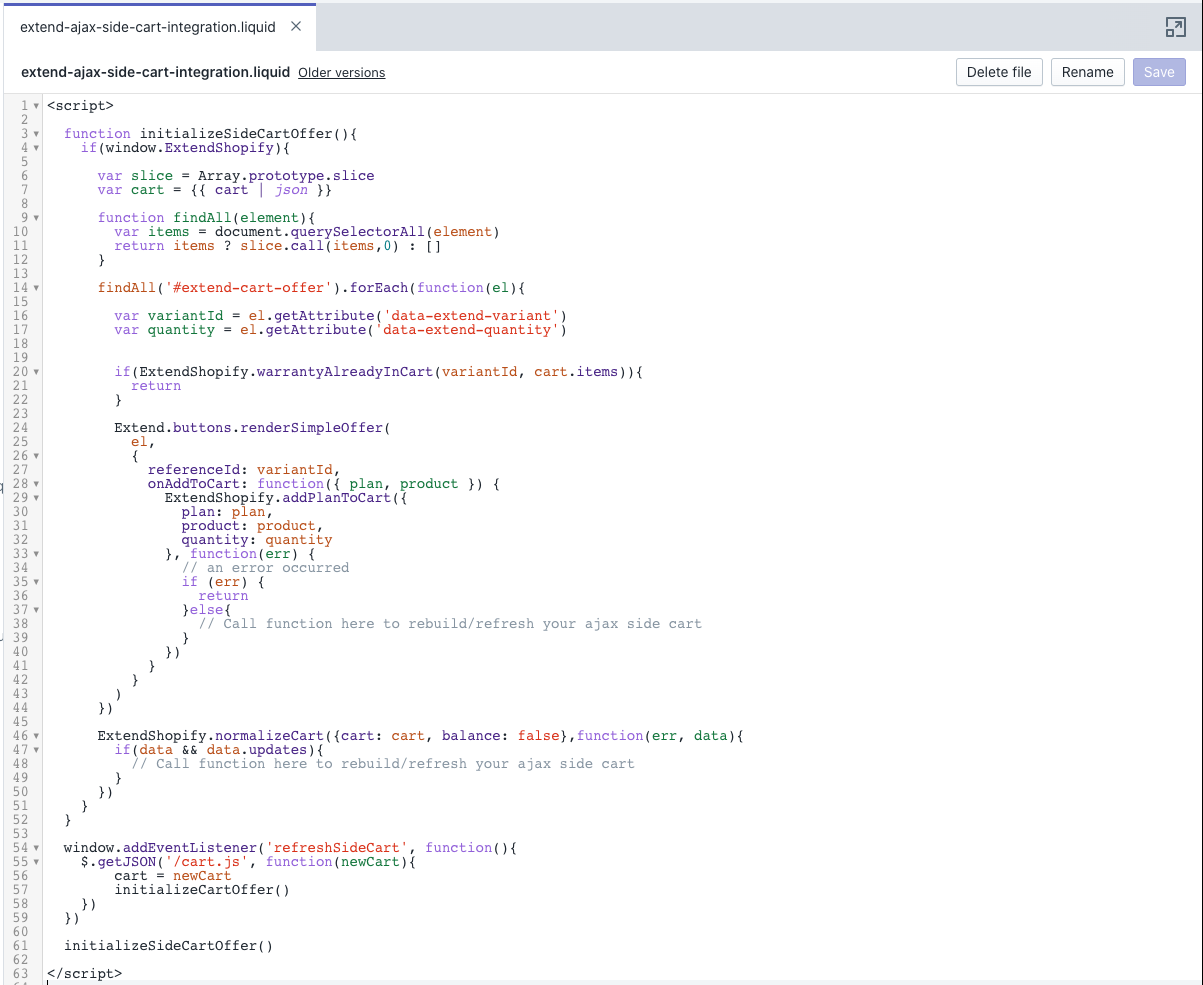 extend-ajax-side-cart-integration.liquid ×
extend-ajax-side-cart-integration.liquid Older versions Delete file Rename Save
1 <script>
2
3 function initializeSideCartOffer(){
4 if(window.ExtendShopify){
5
6 var slice = Array.prototype.slice
7 var cart = {{ cart | json }}
8
9 function findAll(element){
10 var items = document.querySelectorAll(element)
11 return items ? slice.call(items,0) : []
12 }
13
14 findAll('#extend-cart-offer').forEach(function(el){
15
16 var variantId = el.getAttribute('data-extend-variant')
17 var quantity = el.getAttribute('data-extend-quantity')
18
19
20 if(ExtendShopify.warrantyAlreadyInCart(variantId, cart.items)){
21 return
22 }
23
24 Extend.buttons.renderSimpleOffer(
25 el,
26 {
27 referenceId: variantId,
28 onAddToCart: function({ plan, product }) {
29 ExtendShopify.addPlanToCart({
30 plan: plan,
31 product: product,
32 quantity: quantity
33 }, function(err) {
34 // an error occurred
35 if (err) {
36 return
37 }else{
38 // Call function here to rebuild/refresh your ajax side cart
39 }
40 })
41 }
42 }
43 )
44 })
45
46 ExtendShopify.normalizeCart({cart: cart, balance: false},function(err, data){
47 if(data && data.updates){
48 // Call function here to rebuild/refresh your ajax side cart
49 }
50 })
51 }
52 }
53
54 window.addEventListener('refreshSideCart', function(){
55 $.getJSON('/cart.js', function(newCart){
56 cart = newCart
57 initializeCartOffer()
58 })
59 })
60
61 initializeSideCartOffer()
62
63 </script>